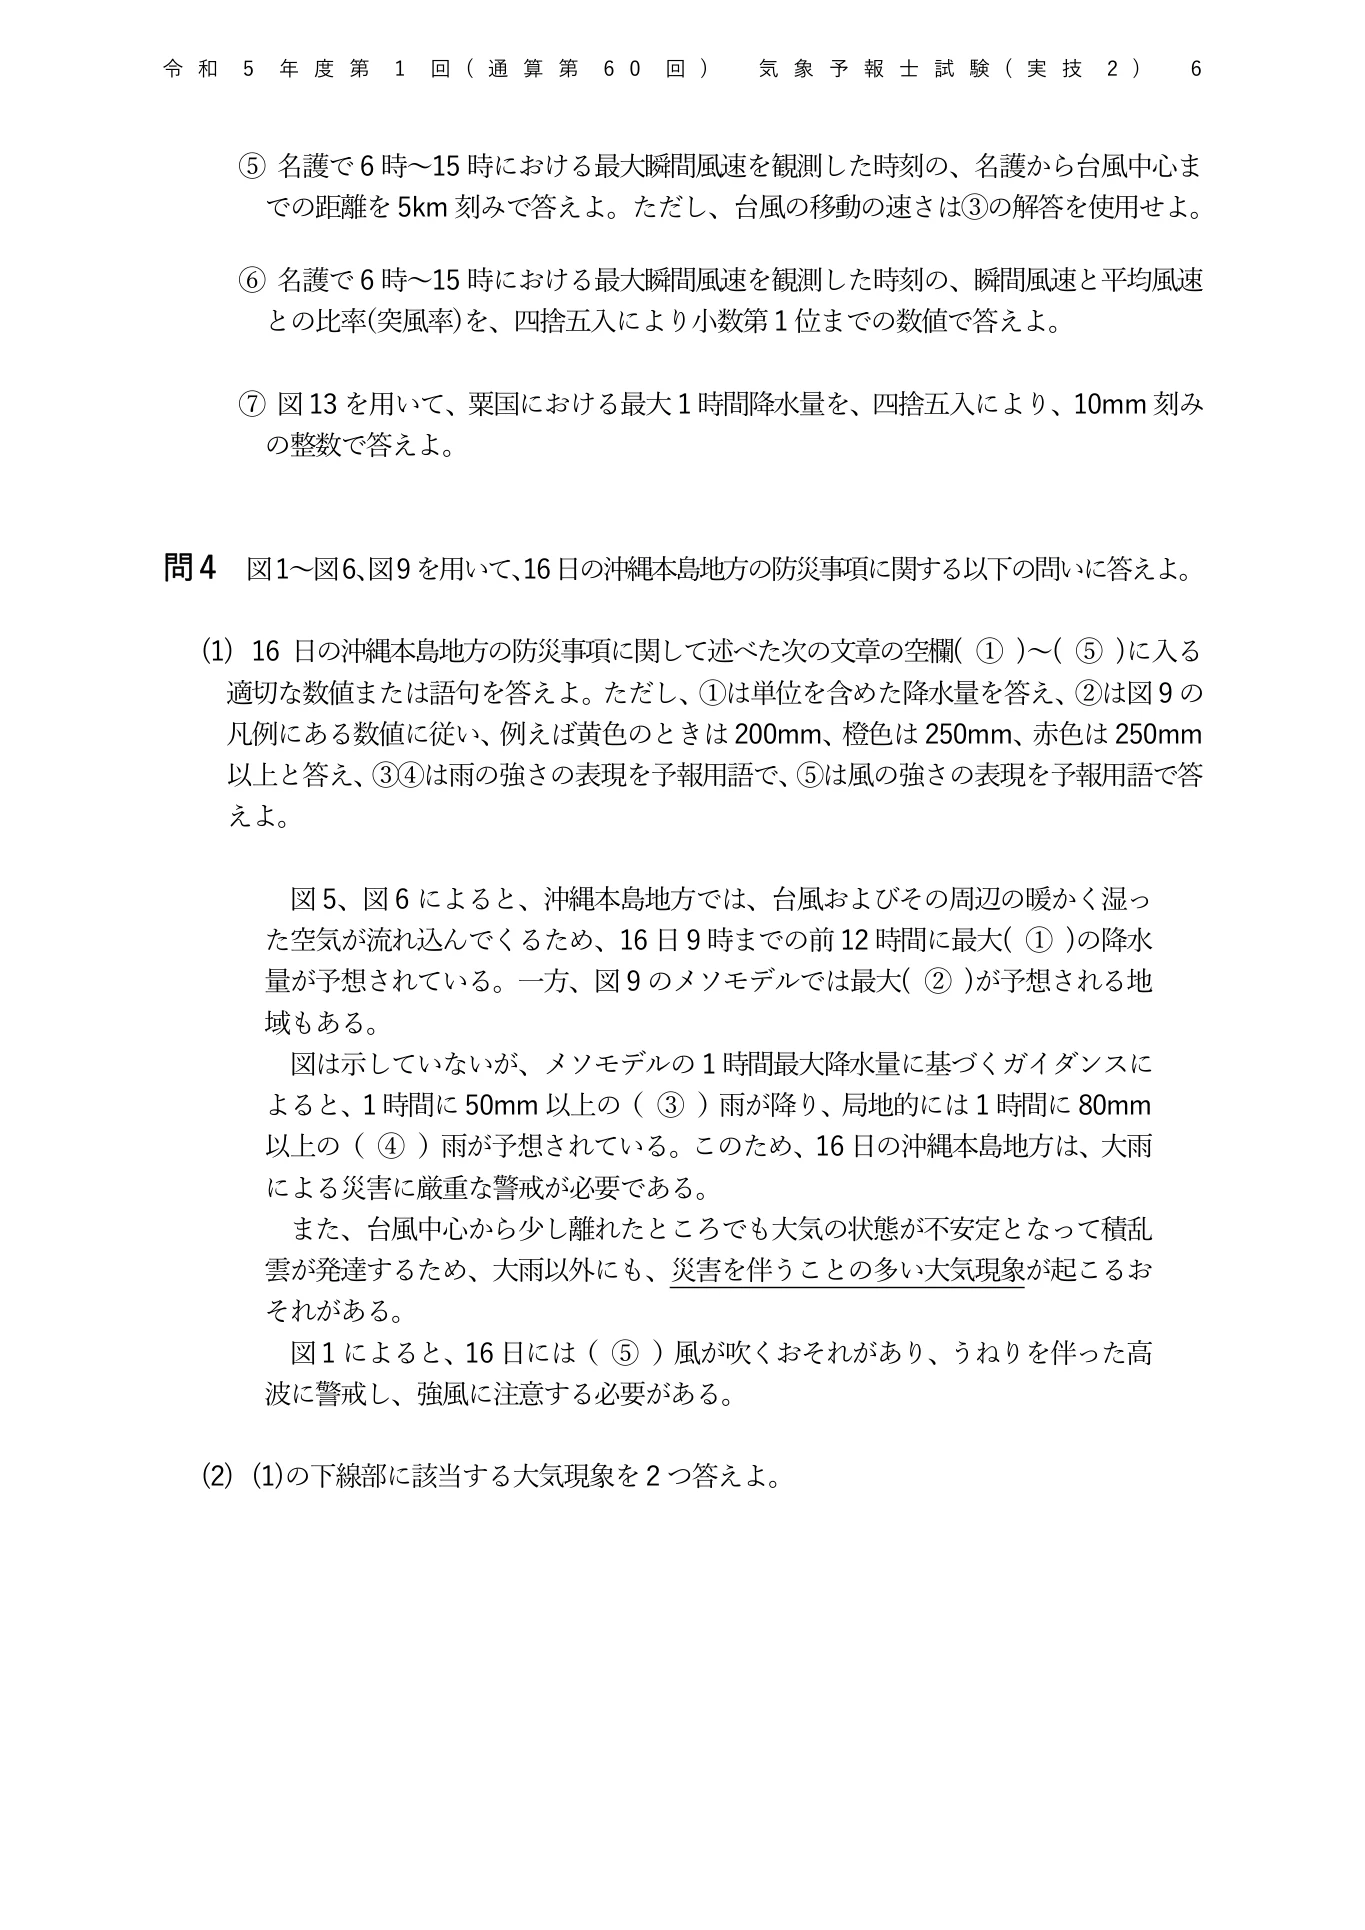 令和5年度第1回(通算第60回) 気象予報士試験(実技2) 6
⑤ 名護で6時～15時における最大瞬間風速を観測した時刻の、名護から台風中心ま
での距離を5km刻みで答えよ。ただし、台風の移動の速さは③の解答を使用せよ。
⑥ 名護で6時～15時における最大瞬間風速を観測した時刻の、瞬間風速と平均風速
との比率(突風率)を、四捨五入により小数第1位までの数値で答えよ。
⑦ 図13を用いて、粟国における最大1時間降水量を、四捨五入により、10mm刻み
の整数で答えよ。
問4 図1～図6、図9を用いて、16日の沖縄本島地方の防災事項に関する以下の問いに答えよ。
(1) 16日の沖縄本島地方の防災事項に関して述べた次の文章の空欄( ① )～( ⑤ )に入る
適切な数値または語句を答えよ。ただし、①は単位を含めた降水量を答え、②は図9の
凡例にある数値に従い、例えば黄色のときは200mm、橙色は250mm、赤色は250mm
以上と答え、③④は雨の強さの表現を予報用語で、⑤は風の強さの表現を予報用語で答
えよ。
図5、図6によると、沖縄本島地方では、台風およびその周辺の暖かく湿っ
た空気が流れ込んでくるため、16日9時までの前12時間に最大( ① )の降水
量が予想されている。一方、図9のメソモデルでは最大( ② )が予想される地
域もある。
図は示していないが、メソモデルの1時間最大降水量に基づくガイダンスに
よると、1時間に50mm以上の( ③ )雨が降り、局地的には1時間に80mm
以上の( ④ )雨が予想されている。このため、16日の沖縄本島地方は、大雨
による災害に厳重な警戒が必要である。
また、台風中心から少し離れたところでも大気の状態が不安定となって積乱
雲が発達するため、大雨以外にも、災害を伴うことの多い大気現象が起こるお
それがある。
図1によると、16日には( ⑤ )風が吹くおそれがあり、うねりを伴った高
波に警戒し、強風に注意する必要がある。
(2) (1)の下線部に該当する大気現象を2つ答えよ。